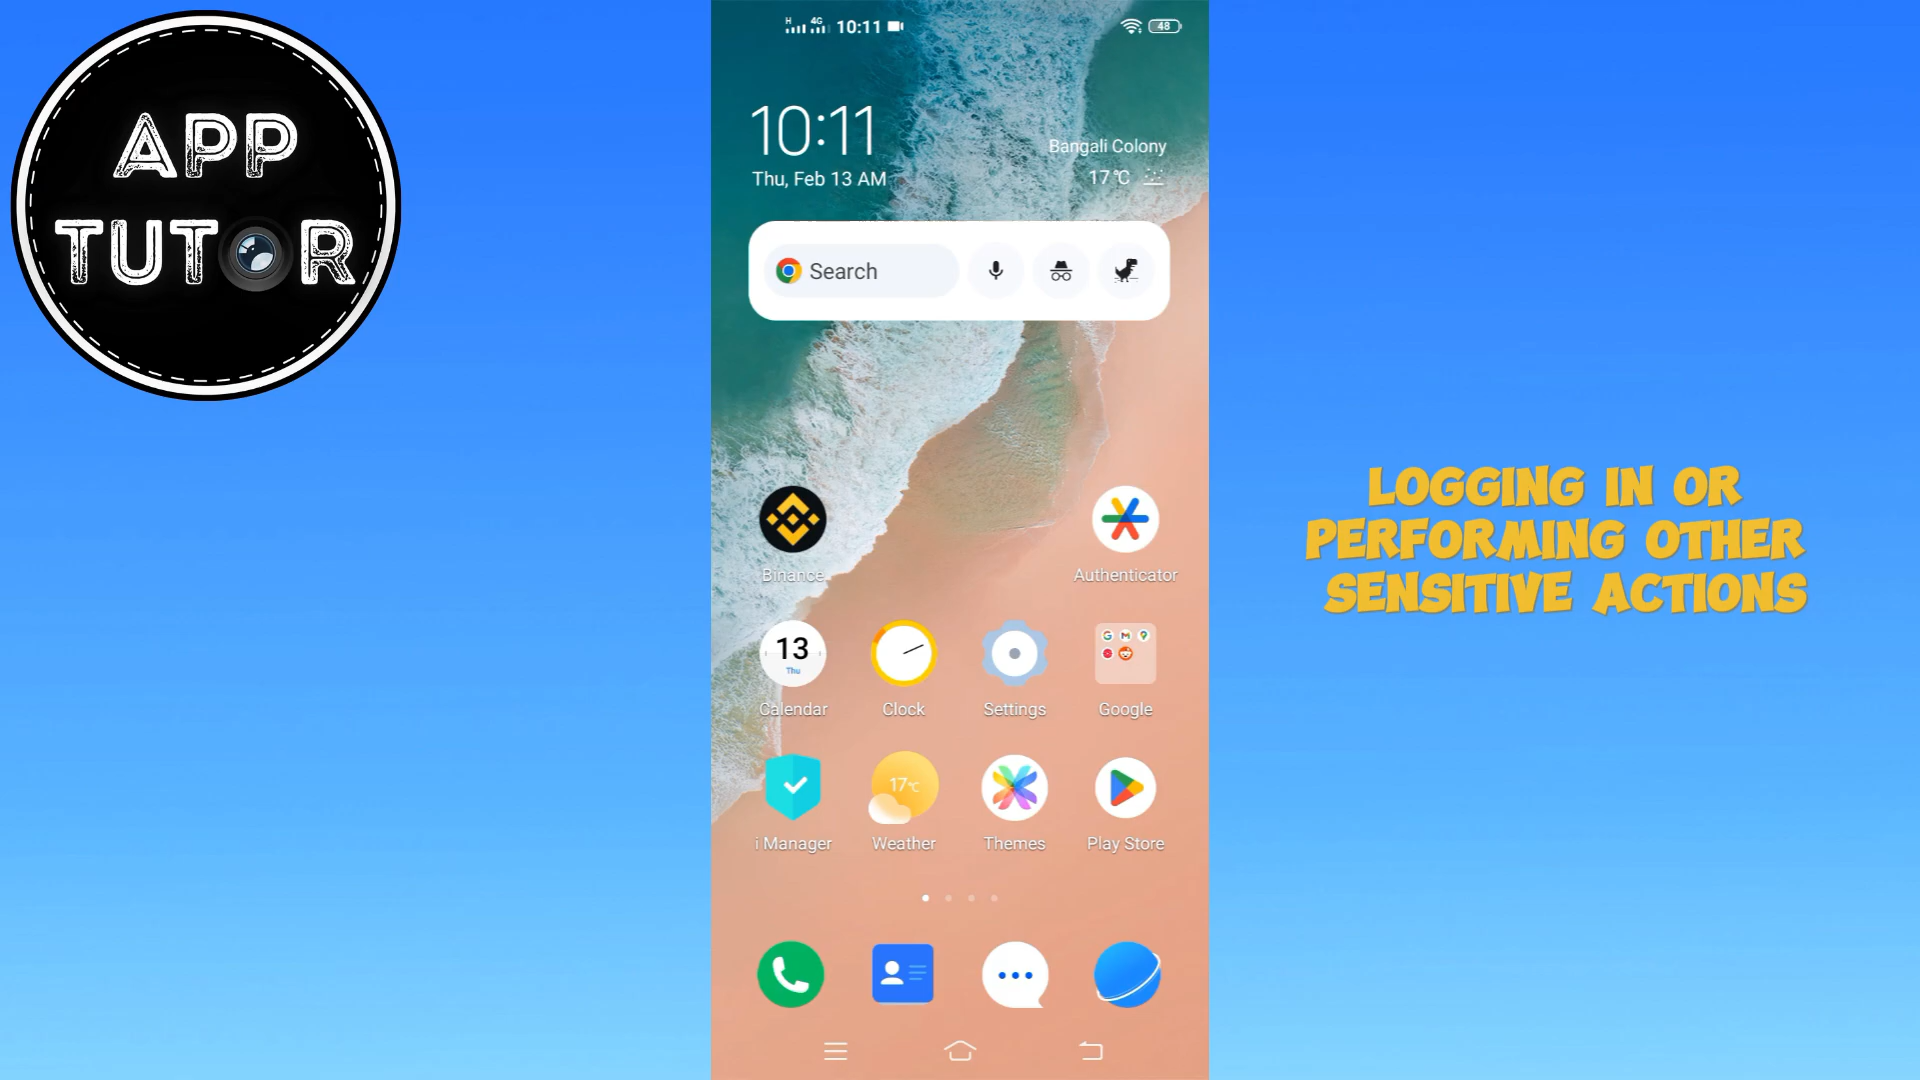 APP
TUTOR
H 4G 10:11 48
10:11
Thu, Feb 13 AM
Bangali Colony
17℃
Search
Binance
Authenticator
13
Thu
Calendar
Clock
Settings
Google
17℃
i Manager
Weather
Themes
Play Store
LOGGING IN OR
PERFORMING OTHER
SENSITIVE ACTIONS